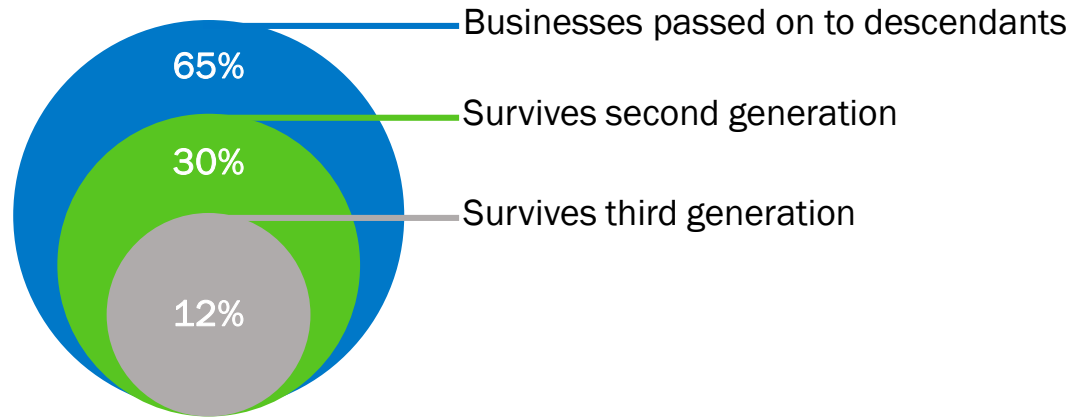 Businesses passed on to descendants
65%
Survives second generation
30%
Survives third generation
12%